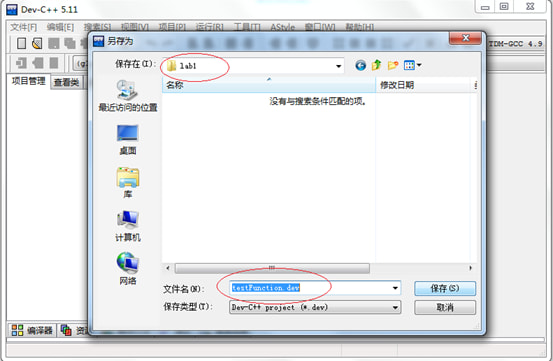 Dev-C++ 5.11
文件[F] 编辑[E] 搜索[S] 视图[V] 项目[P] 运行[R] 工具[T] AStyle 窗口[W] 帮助[H]
TDM-GCC 4.9
另存为
保存在(I): lab1
项目管理 查看类
名称 修改日期
没有与搜索条件匹配的项。
最近访问的位置
桌面
库
计算机
网络
文件名(N): testFunction.dev 保存(S)
保存类型(T): Dev-C++ project (*.dev) 取消
编译器